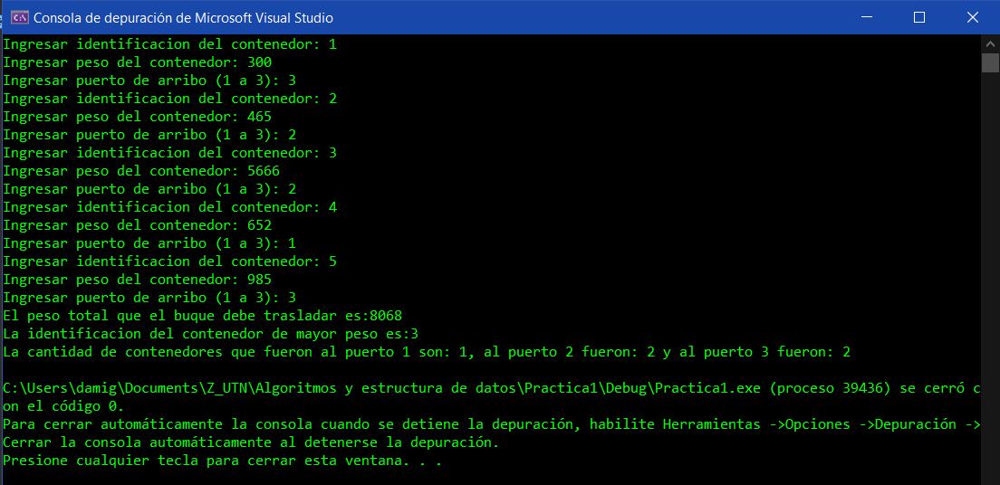 Consola de depuración de Microsoft Visual Studio
Ingresar identificacion del contenedor: 1
Ingresar peso del contenedor: 300
Ingresar puerto de arribo (1 a 3): 3
Ingresar identificacion del contenedor: 2
Ingresar peso del contenedor: 465
Ingresar puerto de arribo (1 a 3): 2
Ingresar identificacion del contenedor: 3
Ingresar peso del contenedor: 5666
Ingresar puerto de arribo (1 a 3): 2
Ingresar identificacion del contenedor: 4
Ingresar peso del contenedor: 652
Ingresar puerto de arribo (1 a 3): 1
Ingresar identificacion del contenedor: 5
Ingresar peso del contenedor: 985
Ingresar puerto de arribo (1 a 3): 3
El peso total que el buque debe trasladar es:8068
La identificacion del contenedor de mayor peso es:3
La cantidad de contenedores que fueron al puerto 1 son: 1, al puerto 2 fueron: 2 y al puerto 3 fueron: 2
C:\Users\damig\Documents\Z_UTN\Algoritmos y estructura de datos\Practica1\Debug\Practica1.exe (proceso 39436) se cerró c
on el código 0.
Para cerrar automáticamente la consola cuando se detiene la depuración, habilite Herramientas ->Opciones ->Depuración ->
Cerrar la consola automáticamente al detenerse la depuración.
Presione cualquier tecla para cerrar esta ventana. . .